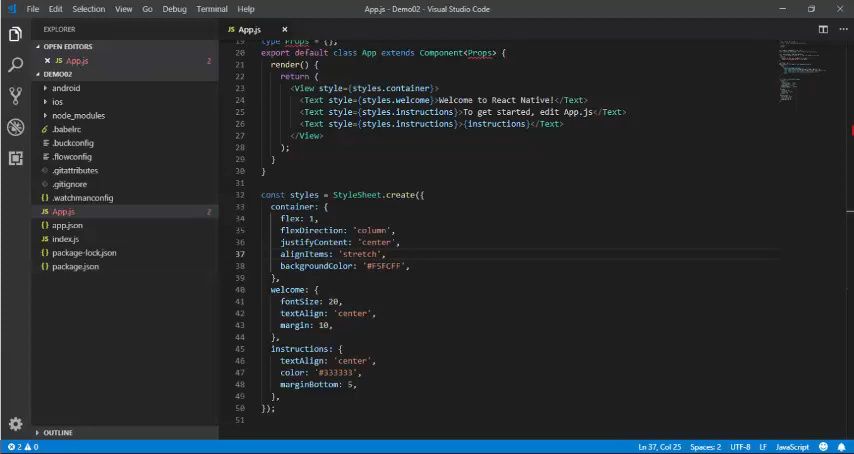 File Edit Selection View Go Debug Terminal Help
App.js - Demo02 - Visual Studio Code
EXPLORER
OPEN EDITORS
JS App.js 2
DEMO02
android
ios
node_modules
.babelrc
.buckconfig
.flowconfig
.gitattributes
.gitignore
{} .watchmanconfig
JS App.js 2
{} app.json
JS index.js
{} package-lock.json
{} package.json
OUTLINE
JS App.js
19 type Props = {};
20 export default class App extends Component<Props> {
21 render() {
22 return (
23 <View style={styles.container}>
24 <Text style={styles.welcome}>Welcome to React Native!</Text>
25 <Text style={styles.instructions}>To get started, edit App.js</Text>
26 <Text style={styles.instructions}>{instructions}</Text>
27 </View>
28 );
29 }
30 }
31
32 const styles = StyleSheet.create({
33 container: {
34 flex: 1,
35 flexDirection: 'column',
36 justifyContent: 'center',
37 alignItems: 'stretch',
38 backgroundColor: '#F5FCFF',
39 },
40 welcome: {
41 fontSize: 20,
42 textAlign: 'center',
43 margin: 10,
44 },
45 instructions: {
46 textAlign: 'center',
47 color: '#333333',
48 marginBottom: 5,
49 },
50 });
51
2 0
Ln 37, Col 25 Spaces: 2 UTF-8 LF JavaScript